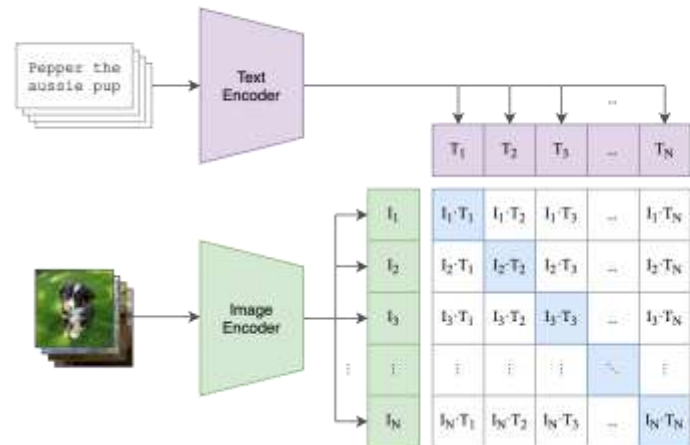 Pepper the
aussie pup
Text
Encoder
...
T₁ T₂ T₃ ... T_N
I₁ I₁·T₁ I₁·T₂ I₁·T₃ ... I₁·T_N
I₂ I₂·T₁ I₂·T₂ I₂·T₃ ... I₂·T_N
Image
Encoder
I₃ I₃·T₁ I₃·T₂ I₃·T₃ ... I₃·T_N
⋮ ⋮ ⋮ ⋮ ⋮ ⋱ ⋮
I_N I_N·T₁ I_N·T₂ I_N·T₃ ... I_N·T_N